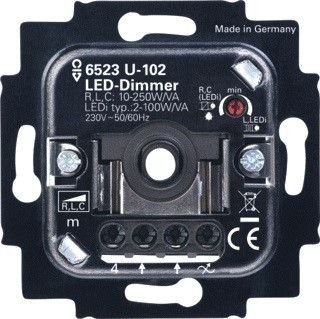 Made in Germany
6523 U-102
LED-Dimmer
R,L,C: 10-250W/VA
LEDi typ.:2-100W/VA
230V~50/60Hz
R,C
(LEDi)
min
L,LEDi
R,L,C
m
CE
4